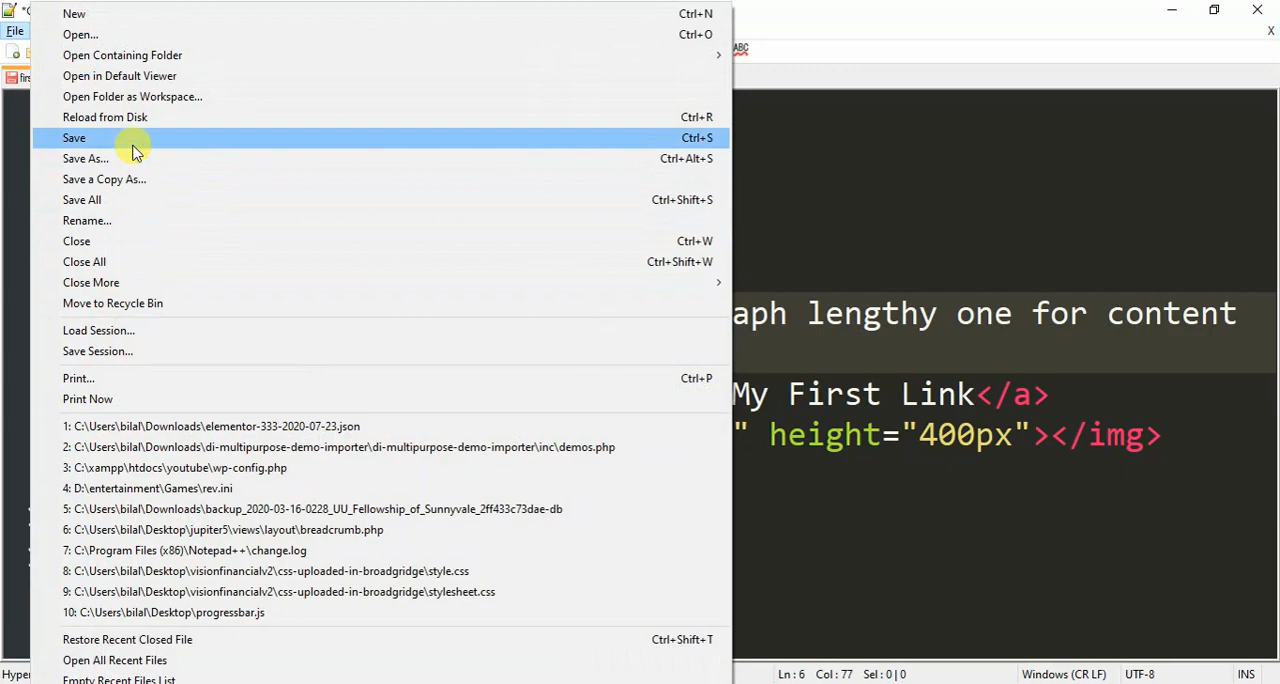 File
New Ctrl+N
Open... Ctrl+O
Open Containing Folder
Open in Default Viewer
Open Folder as Workspace...
Reload from Disk Ctrl+R
Save Ctrl+S
Save As... Ctrl+Alt+S
Save a Copy As...
Save All Ctrl+Shift+S
Rename...
Close Ctrl+W
Close All Ctrl+Shift+W
Close More
Move to Recycle Bin
Load Session...
Save Session...
Print... Ctrl+P
Print Now
1: C:\Users\bilal\Downloads\elementor-333-2020-07-23.json
2: C:\Users\bilal\Downloads\di-multipurpose-demo-importer\di-multipurpose-demo-importer\inc\demos.php
3: C:\xampp\htdocs\youtube\wp-config.php
4: D:\entertainment\Games\rev.ini
5: C:\Users\bilal\Downloads\backup_2020-03-16-0228_UU_Fellowship_of_Sunnyvale_2ff433c73dae-db
6: C:\Users\bilal\Desktop\jupiter5\views\layout\breadcrumb.php
7: C:\Program Files (x86)\Notepad++\change.log
8: C:\Users\bilal\Desktop\visionfinancialv2\css-uploaded-in-broadgridge\style.css
9: C:\Users\bilal\Desktop\visionfinancialv2\css-uploaded-in-broadgridge\stylesheet.css
10: C:\Users\bilal\Desktop\progressbar.js
Restore Recent Closed File Ctrl+Shift+T
Open All Recent Files
Empty Recent Files List
X
ABC
aph lengthy one for content
My First Link</a>
" height="400px"></img>
Hyper
Ln : 6 Col : 77 Sel : 0 | 0
Windows (CR LF)
UTF-8
INS